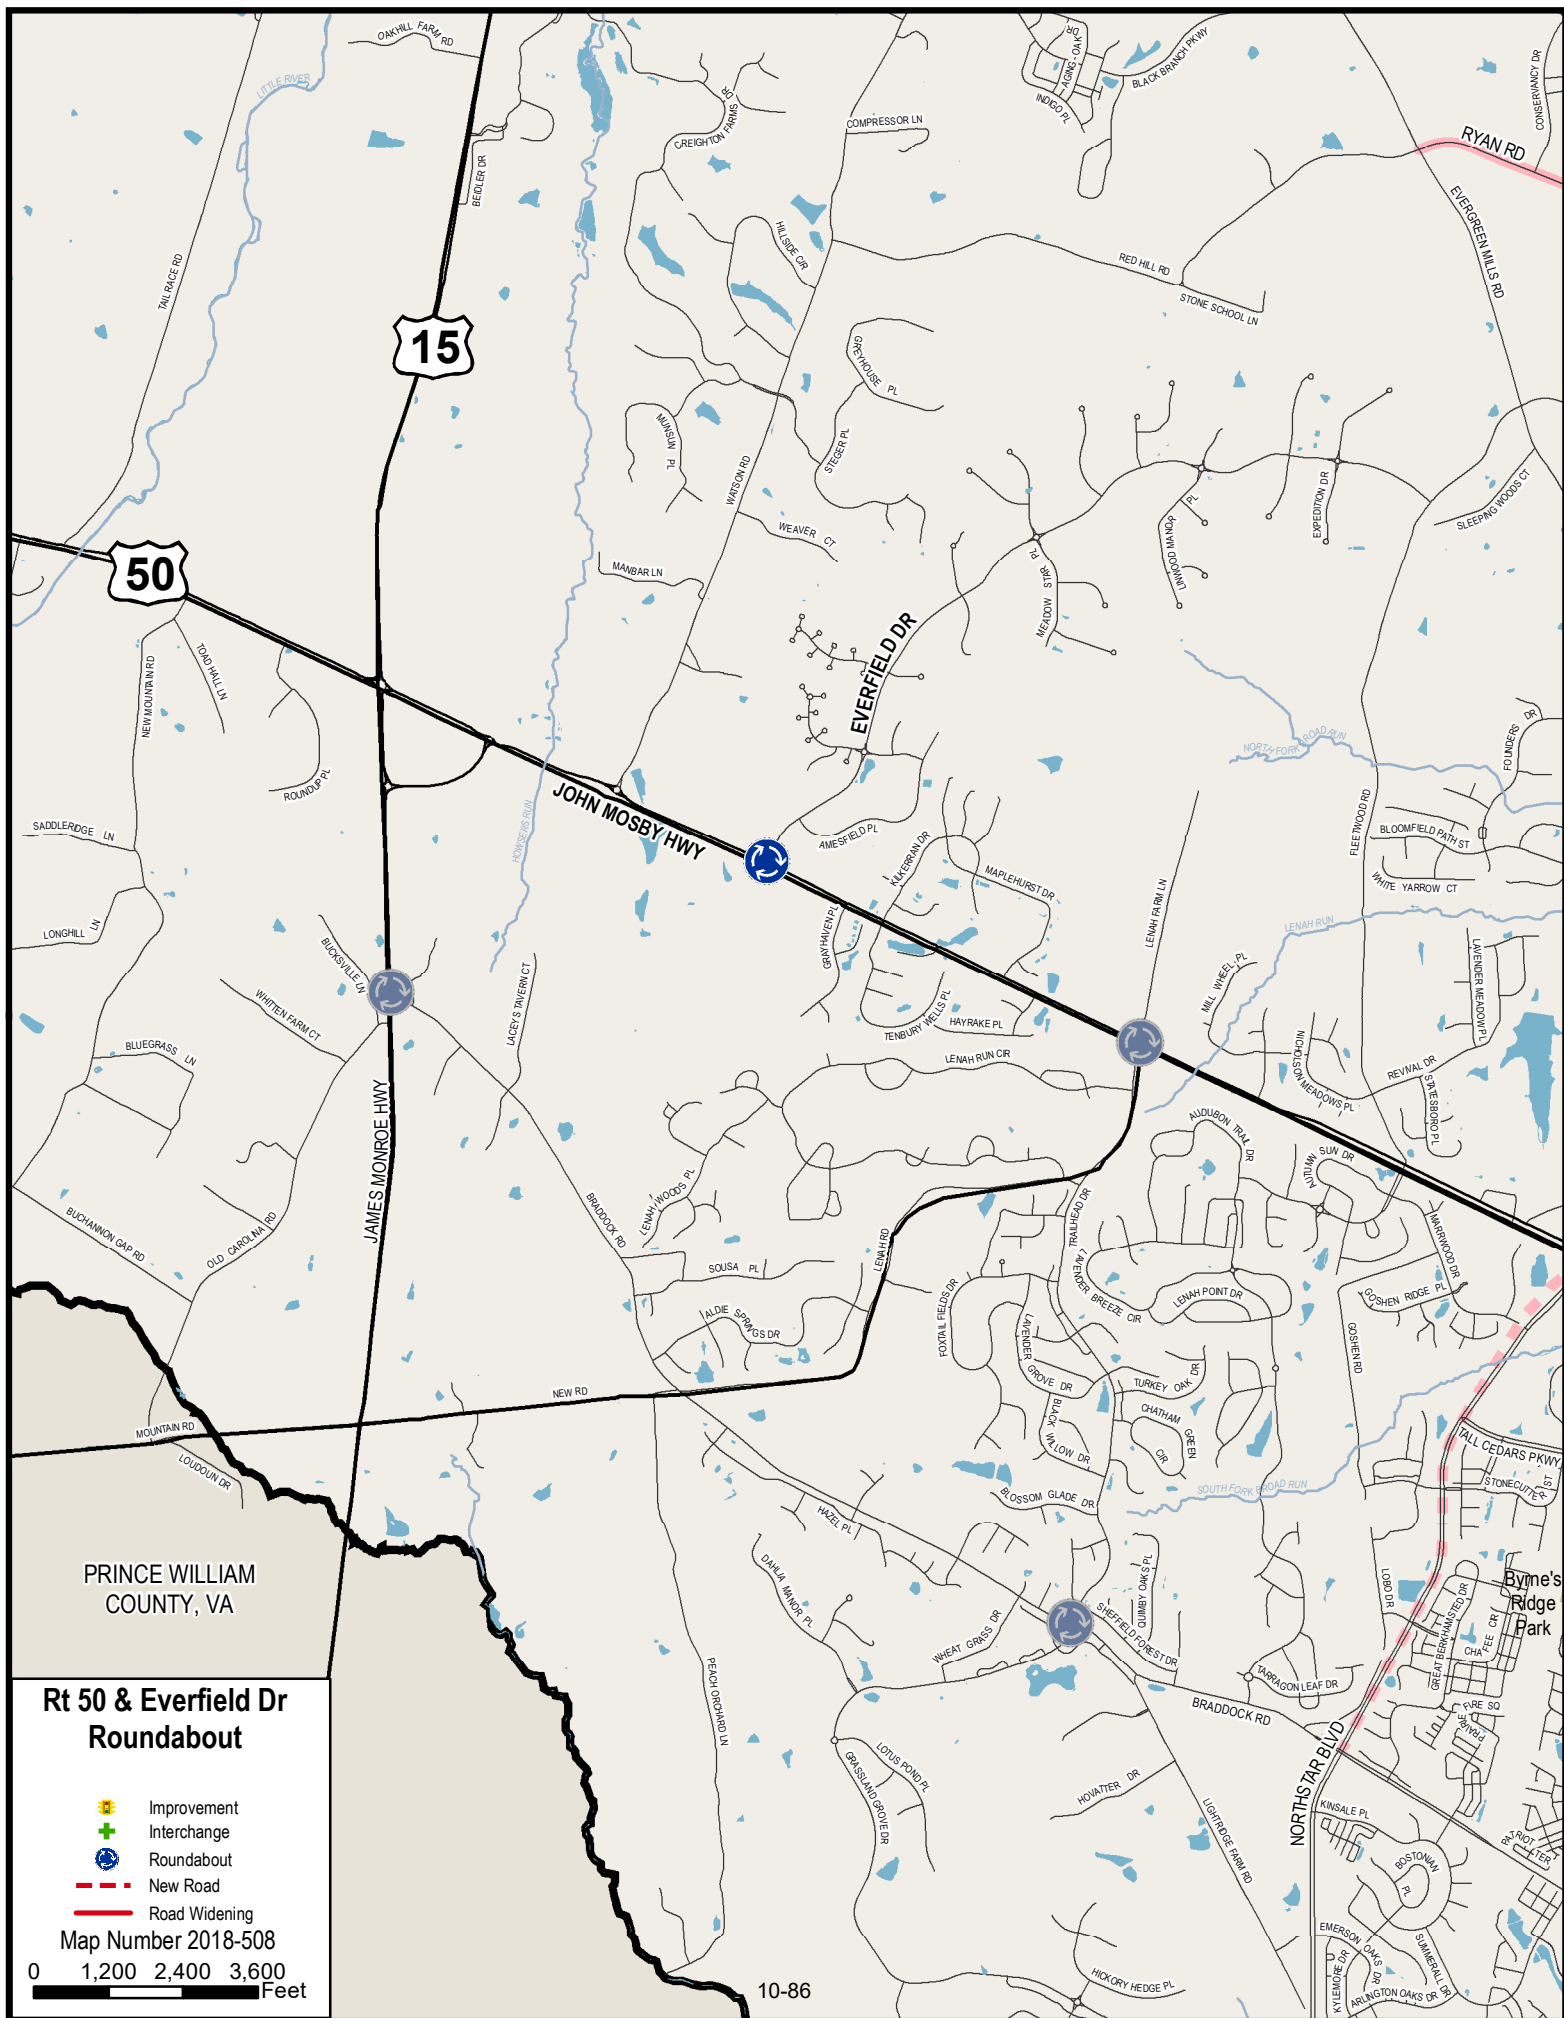 OAKHILL FARM RD
LITTLE RIVER
BEIDLER DR
CREIGHTON FARMS DR
COMPRESSOR LN
AGING OAK DR
INDIGO PL
BLACK BRANCH PKWY
CONSERVANCY DR
RYAN RD
EVERGREEN MILLS RD
TAIL RACE RD
HILLSIDE CIR
RED HILL RD
STONE SCHOOL LN
15
GREYHOUSE PL
MUNSUN PL
STEGER PL
WATSON RD
WEAVER CT
MANBAR LN
LINWOOD MANOR PL
EXPEDITION DR
SLEEPING WOODS CT
50
MEADOW STAR PL
EVERFIELD DR
NEW MOUNTAIN RD
TOAD HALL LN
ROUNDUP PL
NORTH FORK BROAD RUN
FOUNDERS DR
SADDLERIDGE LN
HOWSERS RUN
JOHN MOSBY HWY
AMESFIELD PL
KILKERRAN DR
MAPLEHURST DR
FLEETWOOD RD
BLOOMFIELD PATH ST
WHITE YARROW CT
LENAH FARM LN
LENAH RUN
LONGHILL LN
BUCKSVILLE LN
GRAYHAVEN PL
LAVENDER MEADOW PL
MILL WHEEL PL
WHITTEN FARM CT
LACEYS TAVERN CT
TENBURY WELLS PL
HAYRAKE PL
LENAH RUN CIR
NICHOLSON MEADOWS PL
REVIVAL DR
STATESBORO PL
BLUEGRASS LN
JAMES MONROE HWY
AUDUBON TRAIL DR
AUTUMN SUN DR
BUCHANNON GAP RD
OLD CAROLINA RD
BRADDOCK RD
LENAH WOODS PL
LENAH RD
TRAILHEAD DR
LAVENDER BREEZE CIR
LENAH POINT DR
MARRWOOD DR
GOSHEN RIDGE PL
SOUSA PL
ALDIE SPRINGS DR
FOXTAIL FIELDS DR
LAVENDER GROVE DR
GOSHEN RD
TURKEY OAK DR
NEW RD
BLACK WILLOW DR
CHATHAM GREEN CIR
MOUNTAIN RD
LOUDOUN DR
TALL CEDARS PKWY
STONECUTTER ST
BLOSSOM GLADE DR
SOUTH FORK BROAD RUN
HAZEL PL
DAHLIA MANOR PL
QUIMBY OAKS PL
LOBO DR
GREAT BERKHAMSTED DR
Byrne's
Ridge
Park
CHAFEE CIR
PRINCE WILLIAM
COUNTY, VA
WHEAT GRASS DR
SHEFFIELD FOREST DR
TARRAGON LEAF DR
BRADDOCK RD
PRAIRIE FIRE SQ
PEACH ORCHARD LN
NORTHSTAR BLVD
GRASSLAND GROVE DR
LOTUS POND PL
HOVATTER DR
LIGHTRIDGE FARM RD
KINSALE PL
PATRIOT TER
BOSTONIAN PL
EMERSON OAKS DR
SUMMERALL DR
KYLEMORE DR
ARLINGTON OAKS DR
HICKORY HEDGE PL
Rt 50 & Everfield Dr
Roundabout
Improvement
Interchange
Roundabout
New Road
Road Widening
Map Number 2018-508
0 1,200 2,400 3,600
Feet
10-86